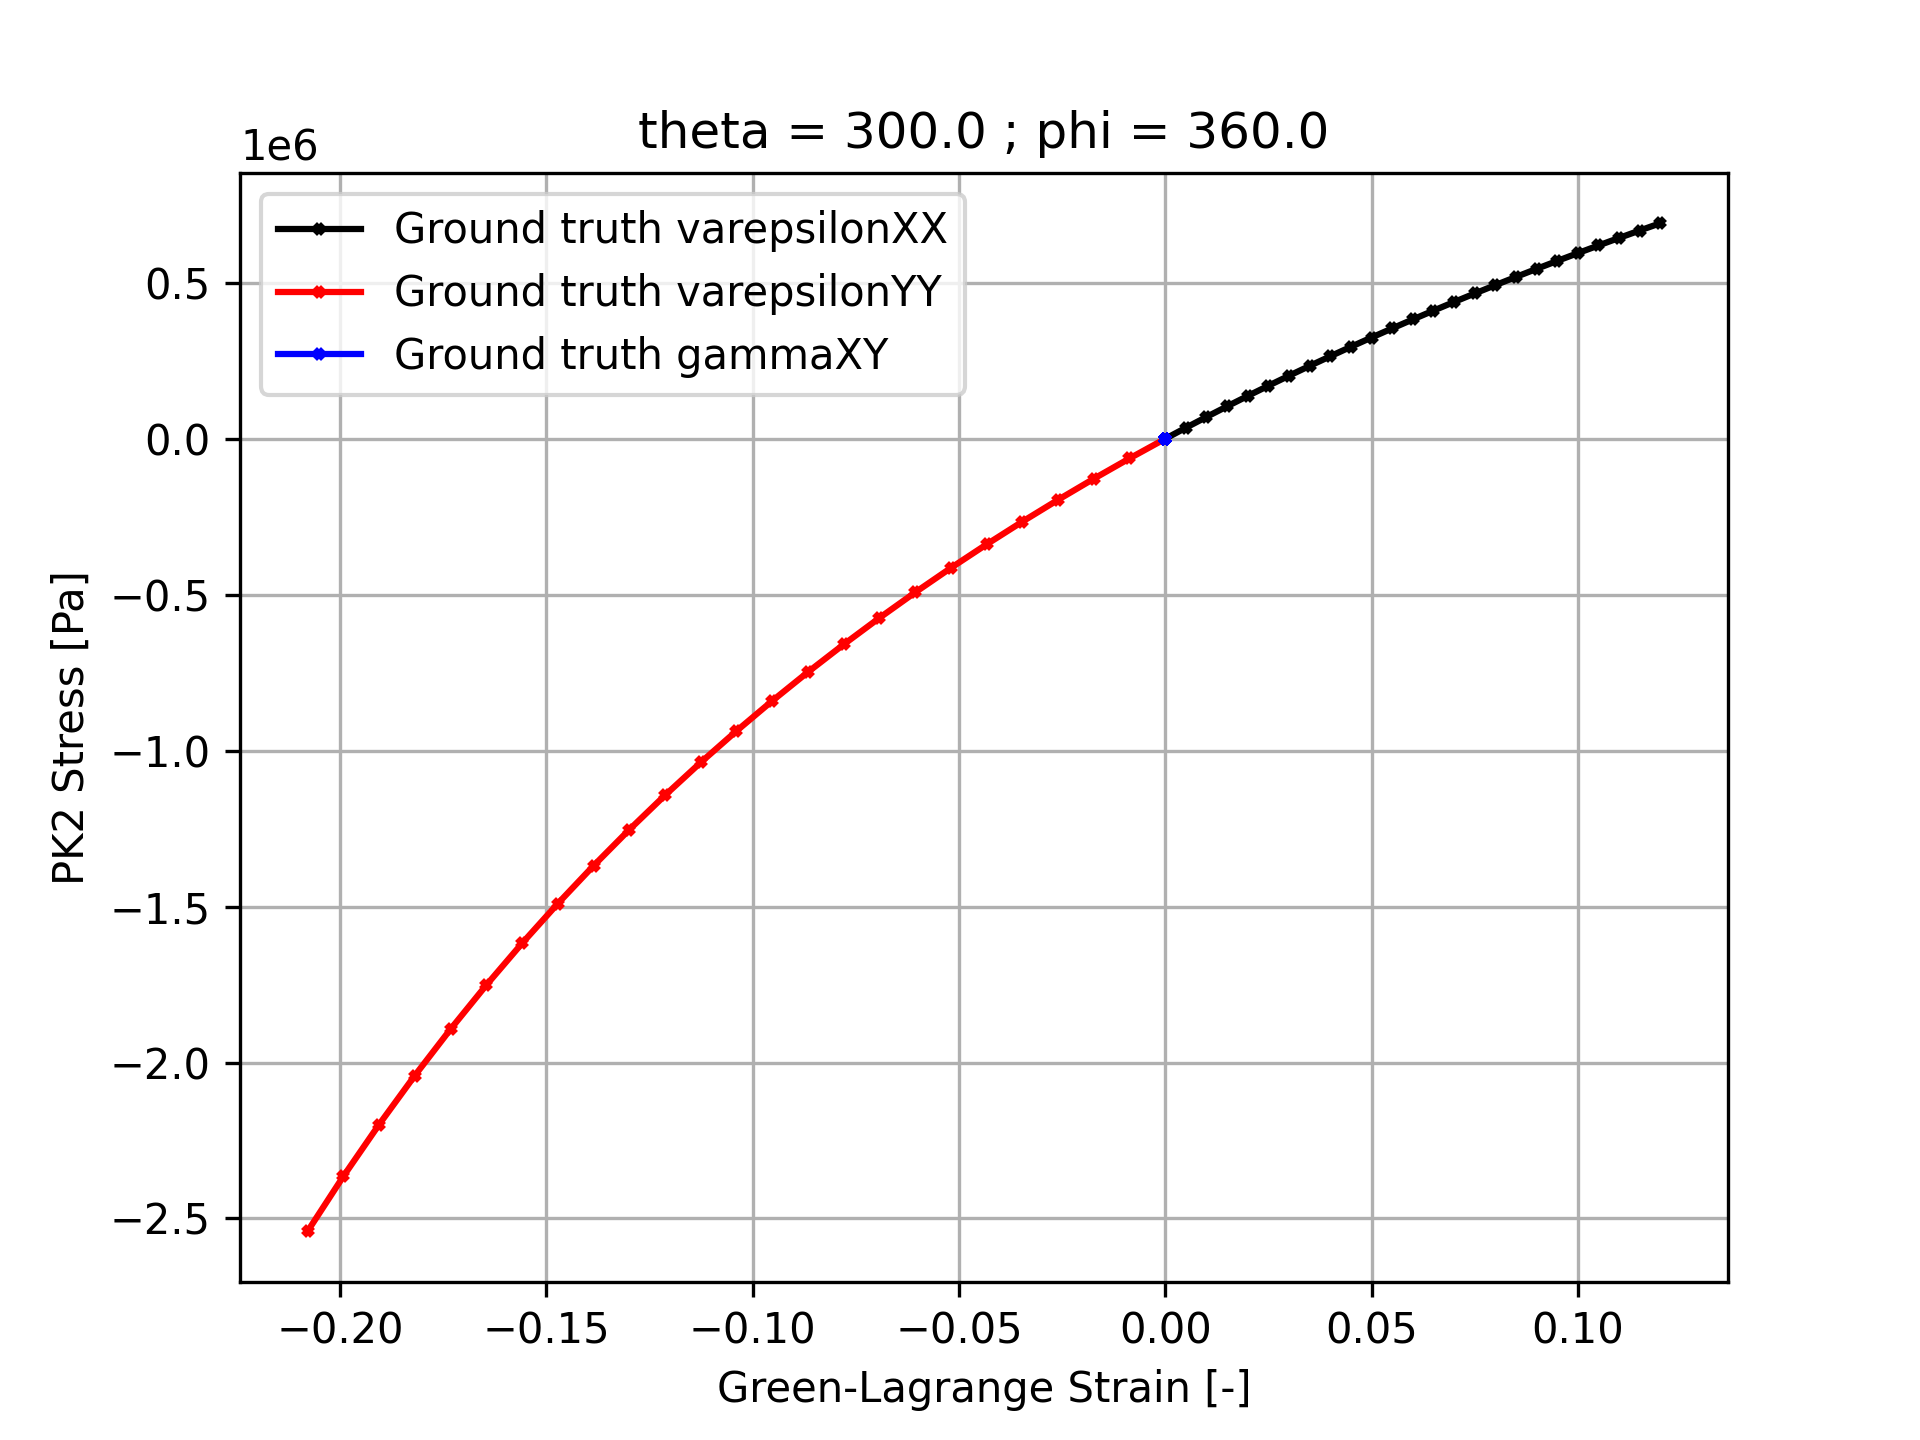 theta = 300.0 ; phi = 360.0
1e6
Ground truth varepsilonXX
Ground truth varepsilonYY
Ground truth gammaXY
0.5
0.0
−0.5
−1.0
−1.5
−2.0
−2.5
PK2 Stress [Pa]
−0.20
−0.15
−0.10
−0.05
0.00
0.05
0.10
Green-Lagrange Strain [-]